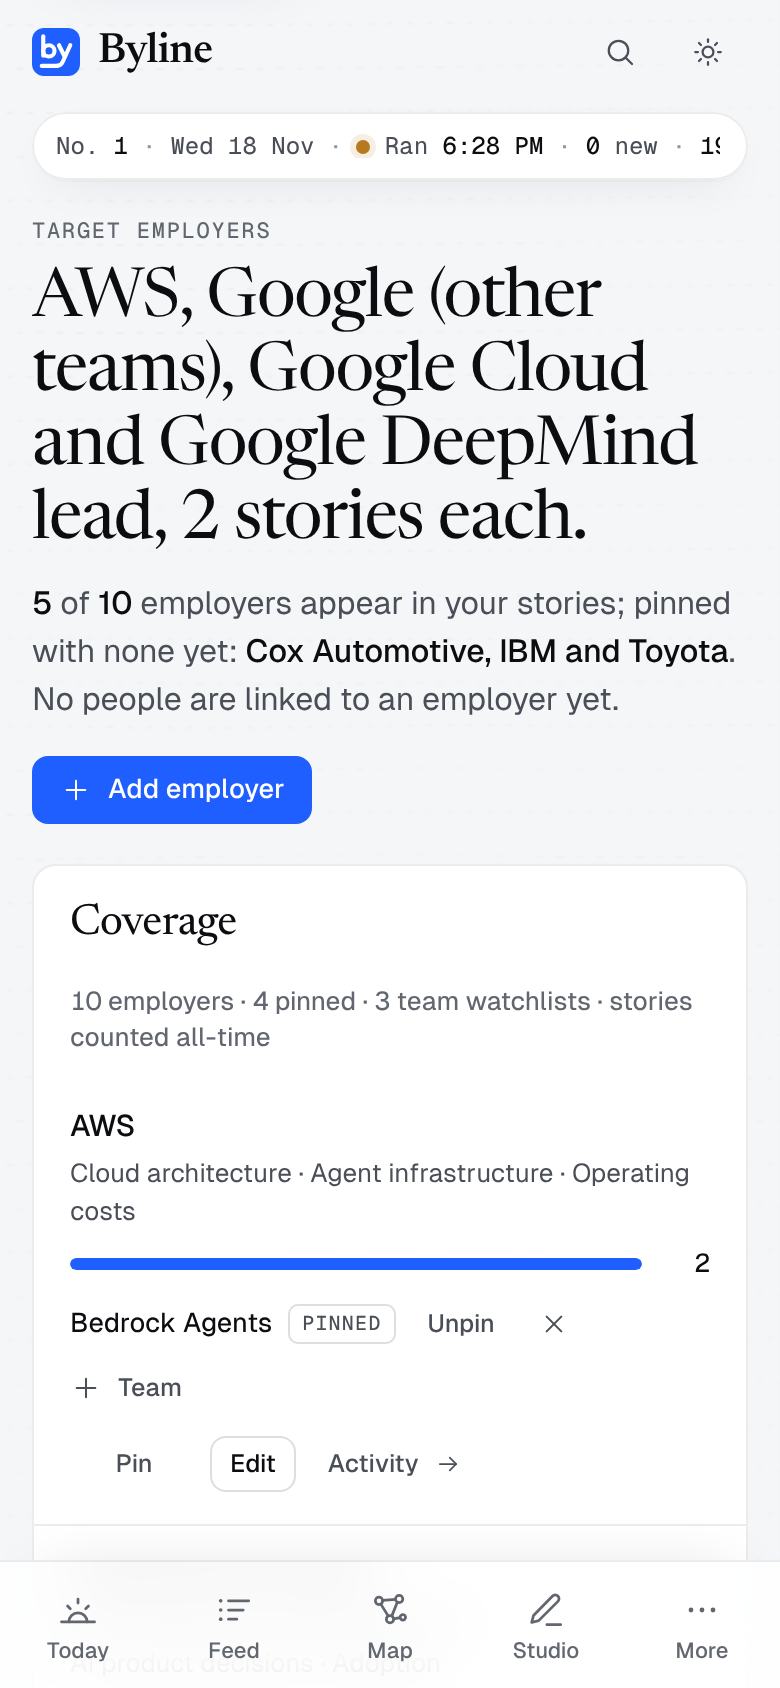 by Byline
No. 1 · Wed 18 Nov · Ran 6:28 PM · 0 new ·
TARGET EMPLOYERS
AWS, Google (other
teams), Google Cloud
and Google DeepMind
lead, 2 stories each.
5 of 10 employers appear in your stories; pinned
with none yet: Cox Automotive, IBM and Toyota.
No people are linked to an employer yet.
+ Add employer
Coverage
10 employers · 4 pinned · 3 team watchlists · stories
counted all-time
AWS
Cloud architecture · Agent infrastructure · Operating
costs
2
Bedrock Agents PINNED Unpin ×
+ Team
Pin Edit Activity →
AI product decisions · Adoption
Today Feed Map Studio More